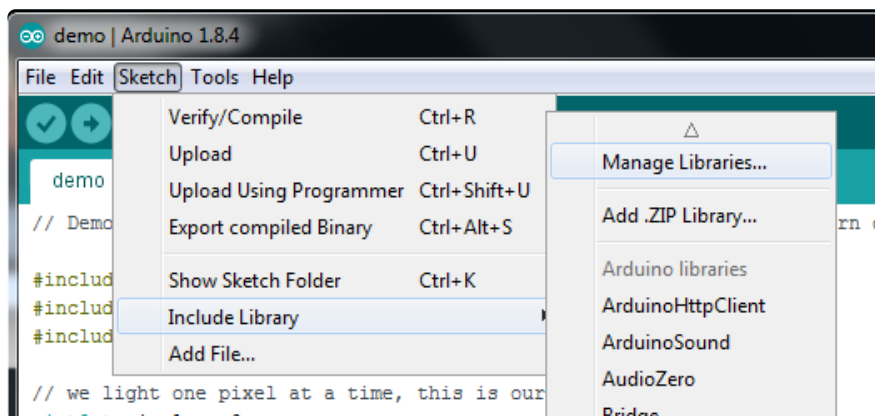 demo | Arduino 1.8.4
File Edit Sketch Tools Help
Verify/Compile Ctrl+R
Upload Ctrl+U
Upload Using Programmer Ctrl+Shift+U
Export compiled Binary Ctrl+Alt+S
Show Sketch Folder Ctrl+K
Include Library
Add File...
Manage Libraries...
Add .ZIP Library...
Arduino libraries
ArduinoHttpClient
ArduinoSound
AudioZero
Bridge
demo
// Demo
#includ
#includ
#includ
// we light one pixel at a time, this is our